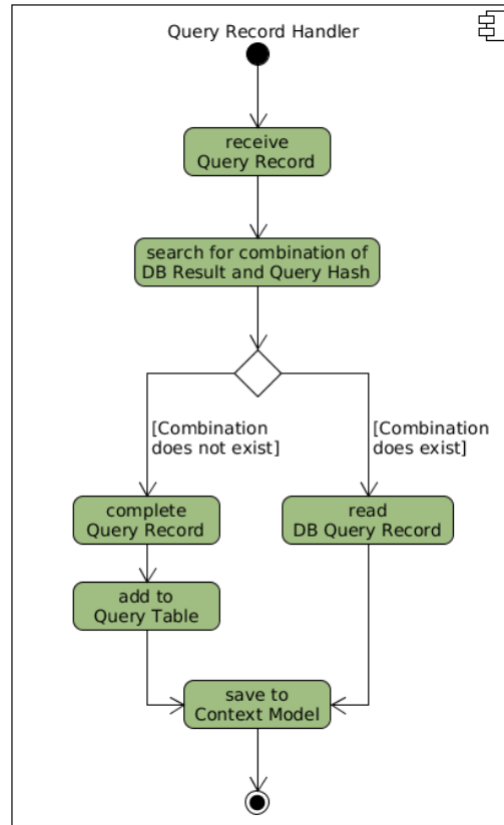 Query Record Handler
receive
Query Record
search for combination of
DB Result and Query Hash
[Combination
does not exist]
[Combination
does exist]
complete
Query Record
read
DB Query Record
add to
Query Table
save to
Context Model